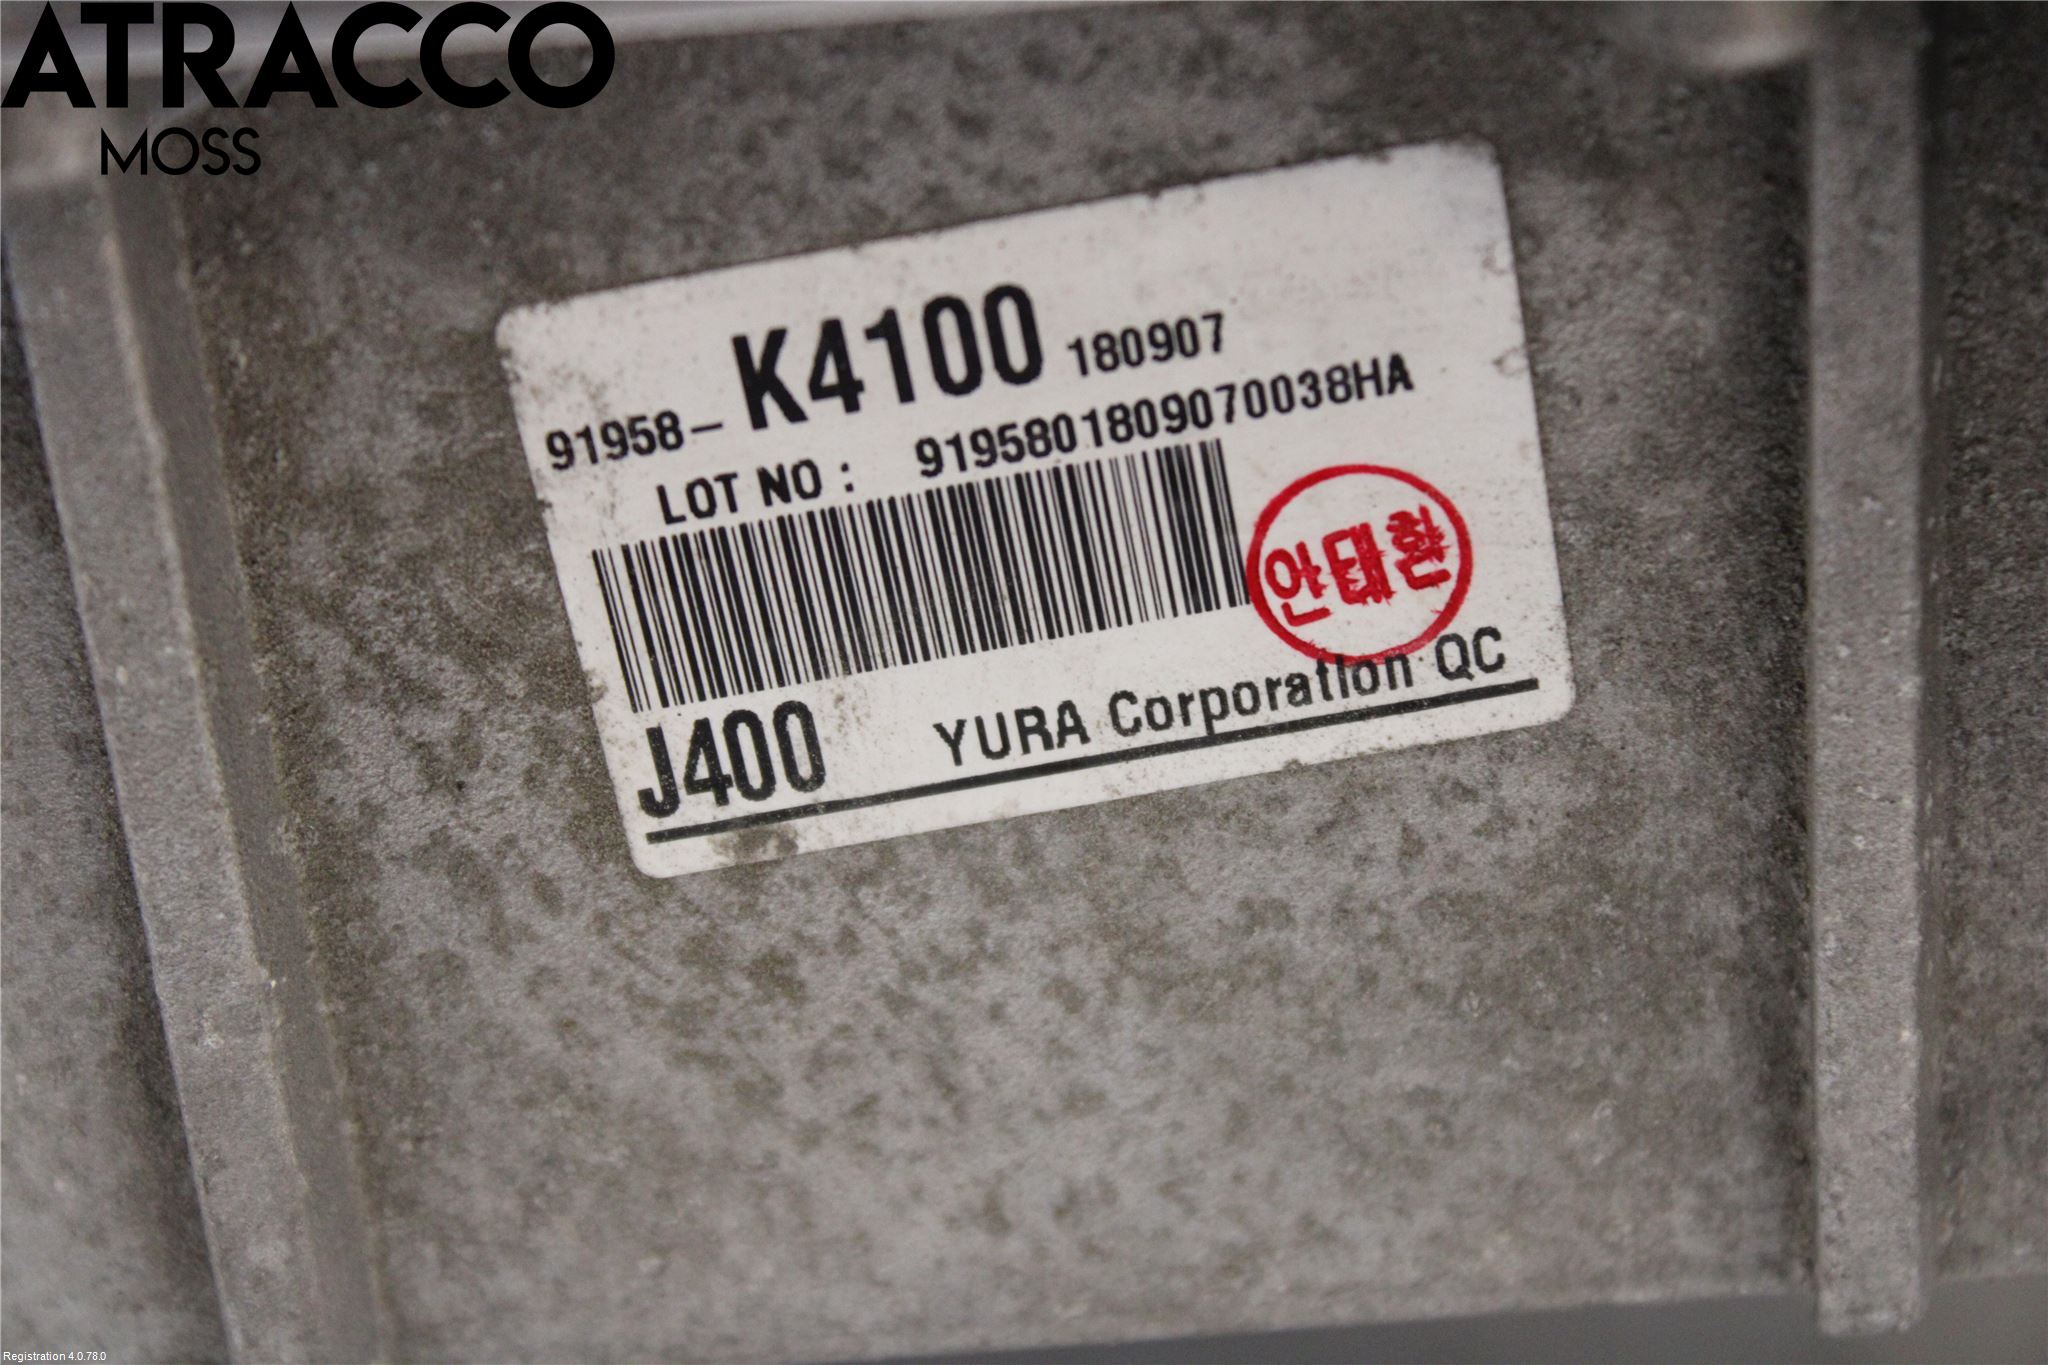 ATRACCO
MOSS
91958- K4100 180907
LOT NO : 9195801809070038HA
안태환
J400 YURA Corporation QC
Registration 4.0.78.0